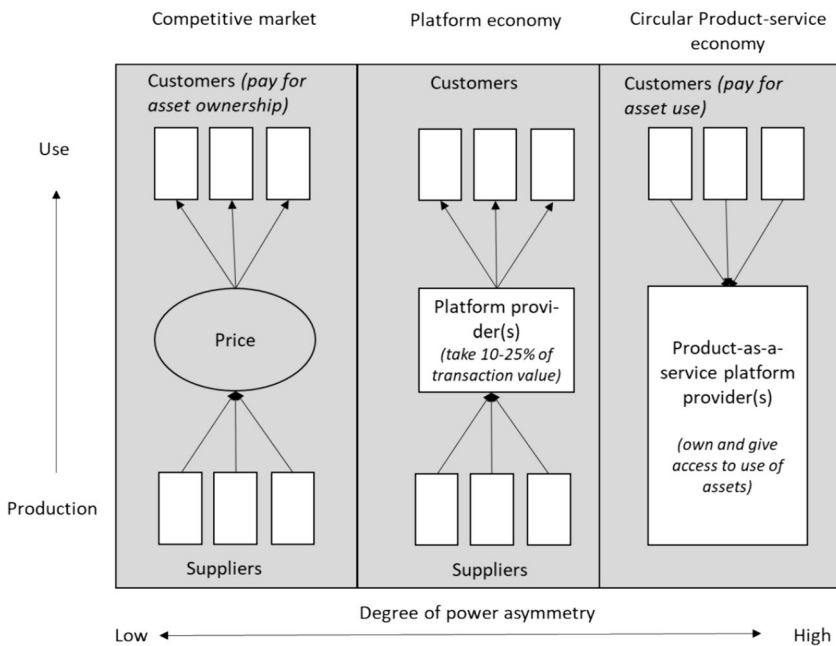 Competitive market
Platform economy
Circular Product-service
economy
Customers (pay for
asset ownership)
Customers
Customers (pay for
asset use)
Use
Price
Platform provi-
der(s)
(take 10-25% of
transaction value)
Product-as-a-
service platform
provider(s)
(own and give
access to use of
assets)
Production
Suppliers
Suppliers
Degree of power asymmetry
Low
High